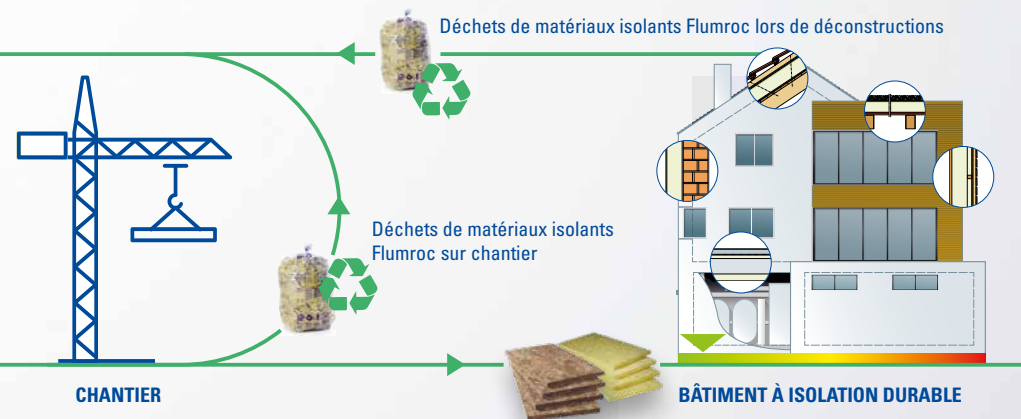 Déchets de matériaux isolants Flumroc lors de déconstructions
Déchets de matériaux isolants
Flumroc sur chantier
CHANTIER
BÂTIMENT À ISOLATION DURABLE